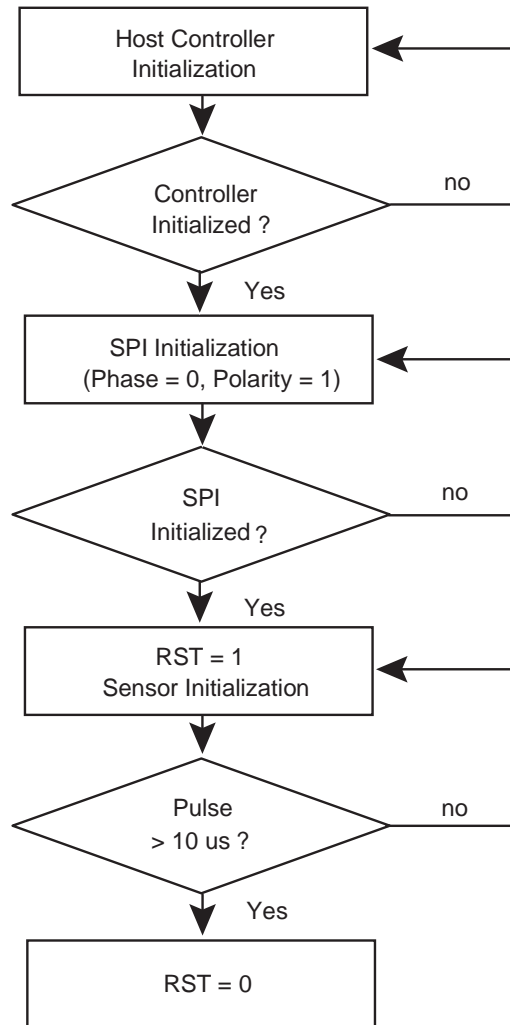 Host Controller
Initialization
Controller
Initialized ?
no
Yes
SPI Initialization
(Phase = 0, Polarity = 1)
SPI
Initialized ?
no
Yes
RST = 1
Sensor Initialization
Pulse
> 10 us ?
no
Yes
RST = 0